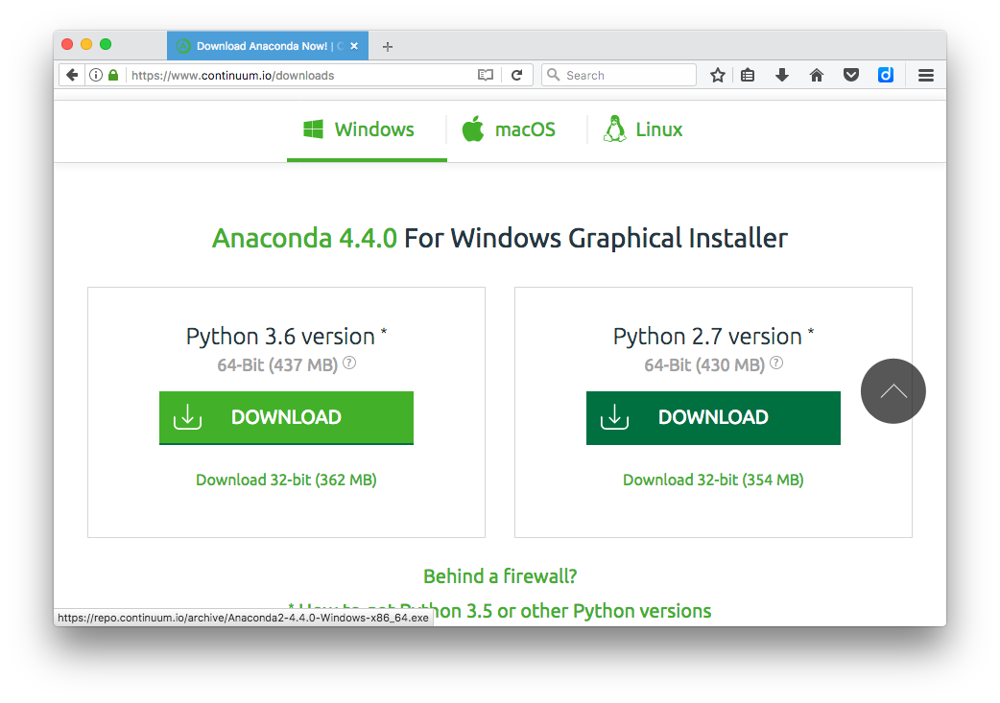 Download Anaconda Now! | C
https://www.continuum.io/downloads
Search
Windows
macOS
Linux
Anaconda 4.4.0 For Windows Graphical Installer
Python 3.6 version *
64-Bit (437 MB) ?
DOWNLOAD
Download 32-bit (362 MB)
Python 2.7 version *
64-Bit (430 MB) ?
DOWNLOAD
Download 32-bit (354 MB)
Behind a firewall?
* How to get Python 3.5 or other Python versions
https://repo.continuum.io/archive/Anaconda2-4.4.0-Windows-x86_64.exe